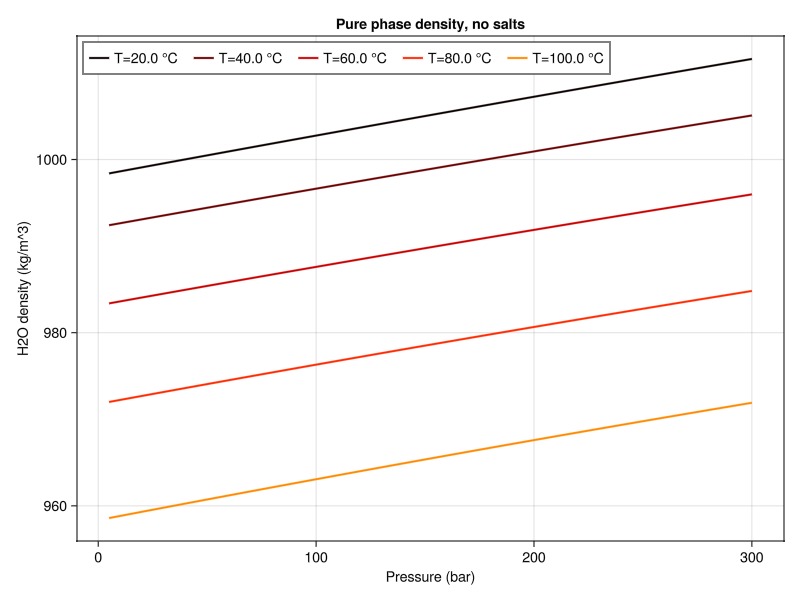 Pure phase density, no salts
T=20.0 °C T=40.0 °C T=60.0 °C T=80.0 °C T=100.0 °C
H2O density (kg/m^3)
1000
980
960
0 100 200 300
Pressure (bar)